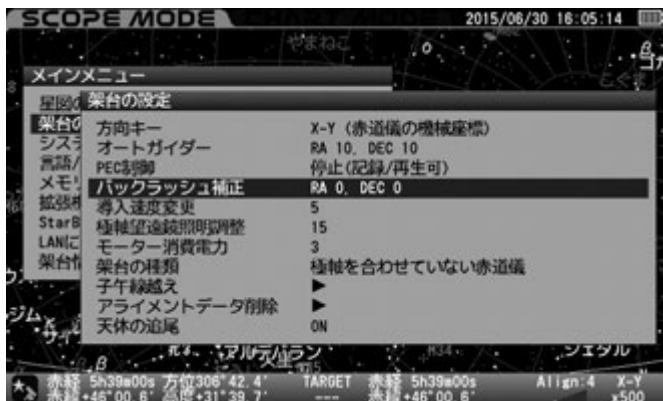 SCOPE MODE
2015/06/30 16:05:14
やまねこ
メインメニュー
架台の設定
方向キー X-Y (赤道儀の機械座標)
オートガイダー RA 10, DEC 10
PEC制御 停止(記録/再生可)
バックラッシュ補正 RA 0, DEC 0
導入速度変更 5
極軸望遠鏡照明調整 15
モーター消費電力 3
架台の種類 極軸を合わせていない赤道儀
子午線越え ▶
アライメントデータ削除 ▶
天体の追尾 ON
星図の
架台の
システ
言語/
メモリ
拡張機
StarB
LANに
架台情
アルデバラン
赤経 5h39m00s 方位306°42.4' TARGET 赤経 5h39m00s Align:4 X-Y
赤緯+46°00.6' 高度+31°39.7' --- 赤緯+46°00.6' x500